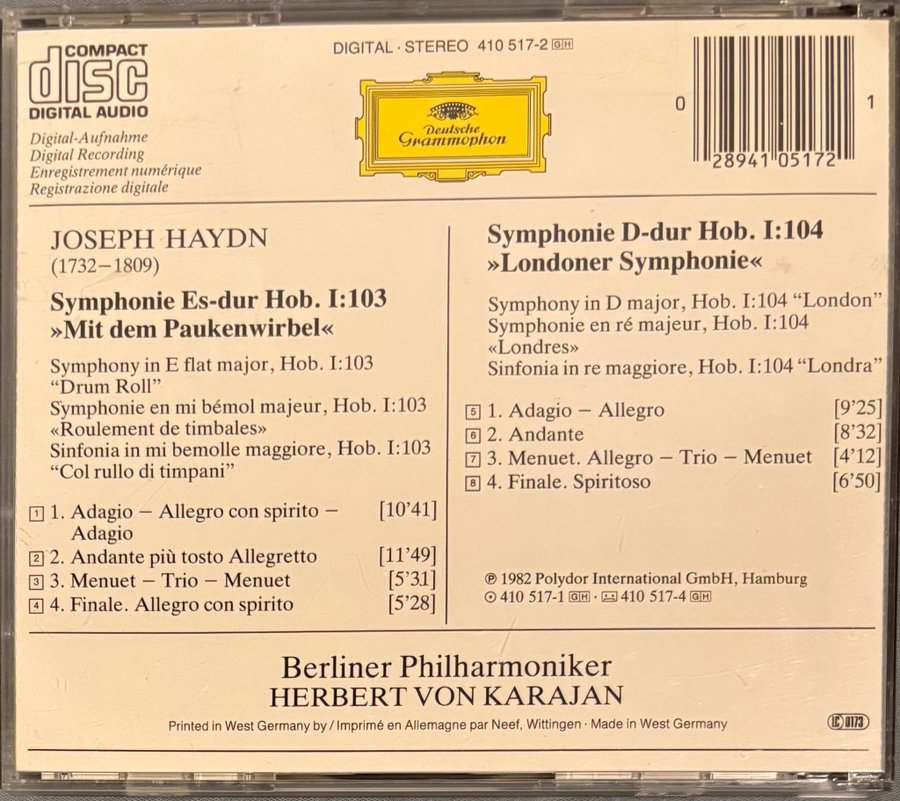 COMPACT
disc
DIGITAL AUDIO
Digital-Aufnahme
Digital Recording
Enregistrement numérique
Registrazione digitale
DIGITAL · STEREO 410 517-2 GH
Deutsche
Grammophon
0 28941 05172 1
JOSEPH HAYDN
(1732–1809)
Symphonie Es-dur Hob. I:103
»Mit dem Paukenwirbel«
Symphony in E flat major, Hob. I:103
“Drum Roll”
Symphonie en mi bémol majeur, Hob. I:103
«Roulement de timbales»
Sinfonia in mi bemolle maggiore, Hob. I:103
“Col rullo di timpani”
1 1. Adagio – Allegro con spirito – [10’41]
Adagio
2 2. Andante più tosto Allegretto [11’49]
3 3. Menuet – Trio – Menuet [5’31]
4 4. Finale. Allegro con spirito [5’28]
Symphonie D-dur Hob. I:104
»Londoner Symphonie«
Symphony in D major, Hob. I:104 “London”
Symphonie en ré majeur, Hob. I:104
«Londres»
Sinfonia in re maggiore, Hob. I:104 “Londra”
5 1. Adagio – Allegro [9’25]
6 2. Andante [8’32]
7 3. Menuet. Allegro – Trio – Menuet [4’12]
8 4. Finale. Spiritoso [6’50]
℗ 1982 Polydor International GmbH, Hamburg
410 517-1 GH · 410 517-4 GH
Berliner Philharmoniker
HERBERT VON KARAJAN
Printed in West Germany by / Imprimé en Allemagne par Neef, Wittingen · Made in West Germany
LC 0173